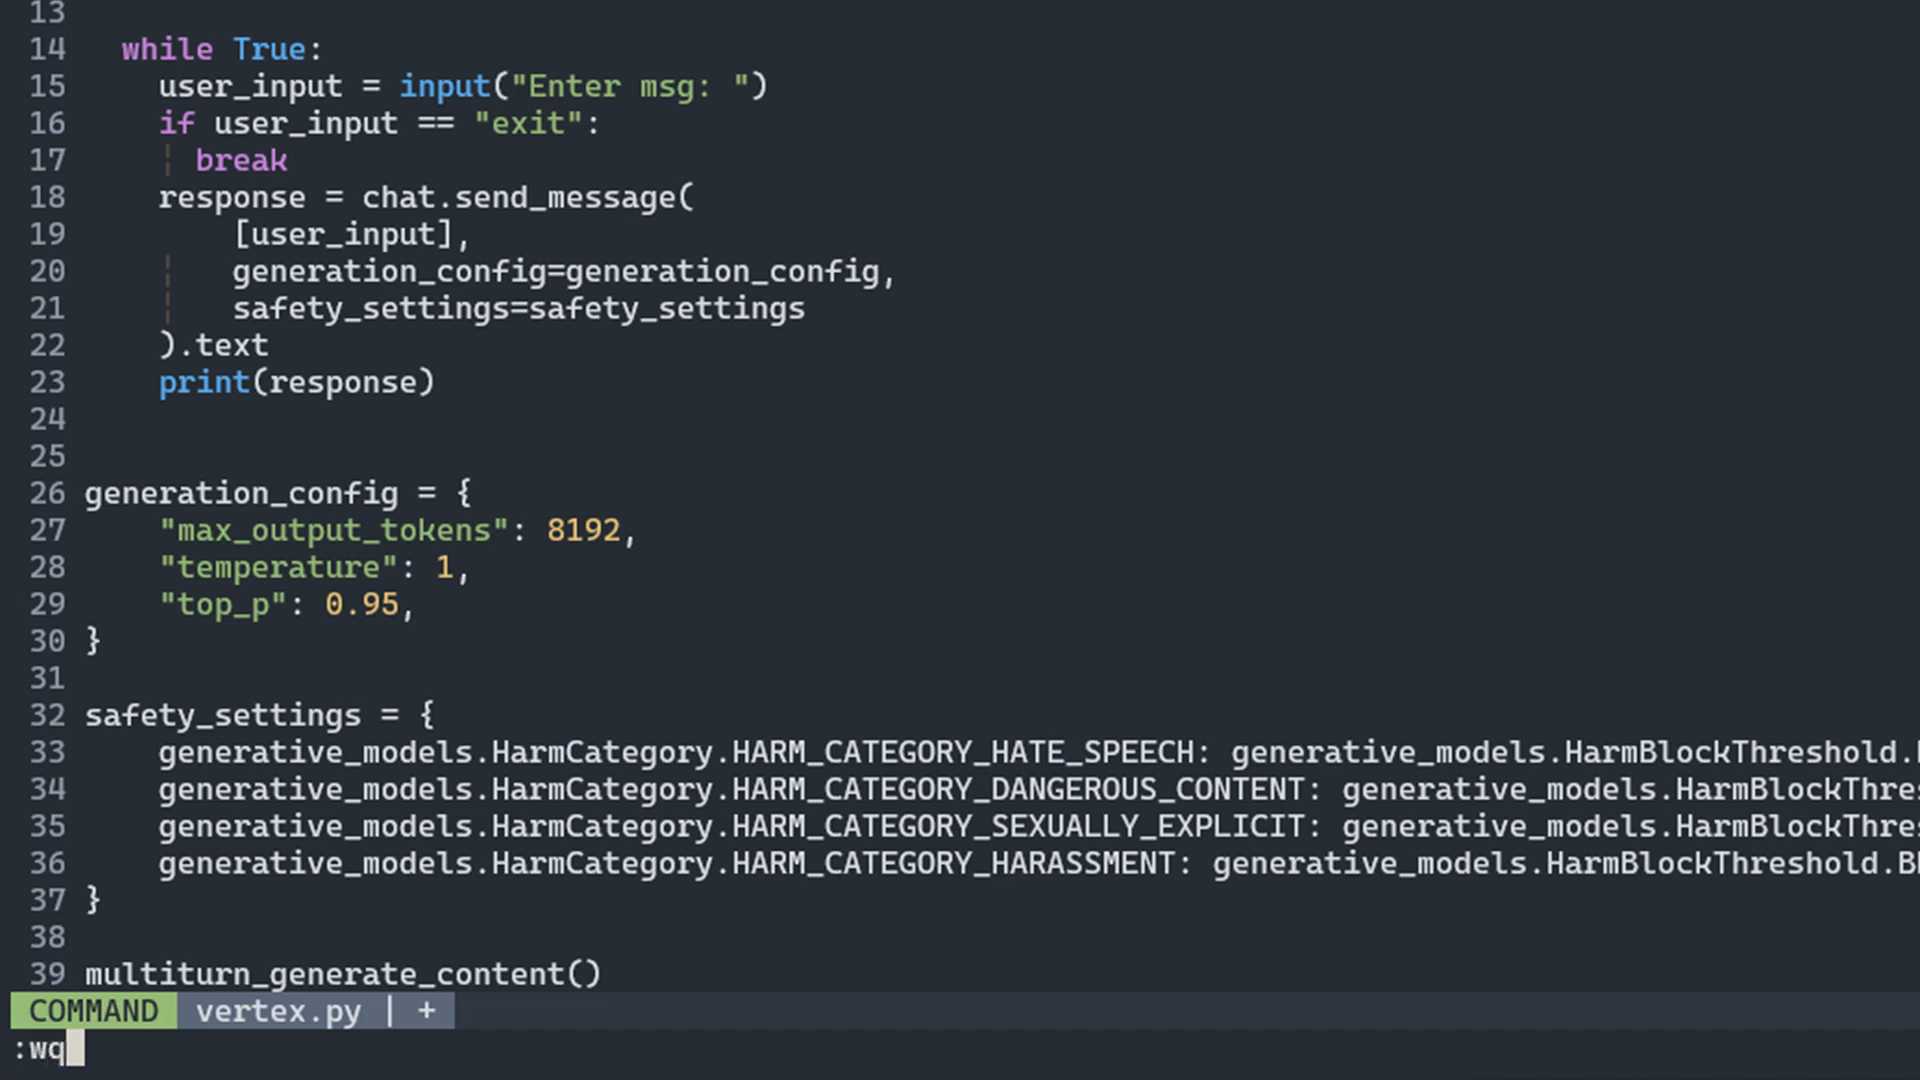 13
14 while True:
15 user_input = input("Enter msg: ")
16 if user_input == "exit":
17 break
18 response = chat.send_message(
19 [user_input],
20 generation_config=generation_config,
21 safety_settings=safety_settings
22 ).text
23 print(response)
24
25
26 generation_config = {
27 "max_output_tokens": 8192,
28 "temperature": 1,
29 "top_p": 0.95,
30 }
31
32 safety_settings = {
33 generative_models.HarmCategory.HARM_CATEGORY_HATE_SPEECH: generative_models.HarmBlockThreshold.
34 generative_models.HarmCategory.HARM_CATEGORY_DANGEROUS_CONTENT: generative_models.HarmBlockThres
35 generative_models.HarmCategory.HARM_CATEGORY_SEXUALLY_EXPLICIT: generative_models.HarmBlockThres
36 generative_models.HarmCategory.HARM_CATEGORY_HARASSMENT: generative_models.HarmBlockThreshold.B
37 }
38
39 multiturn_generate_content()
COMMAND vertex.py | +
:wq